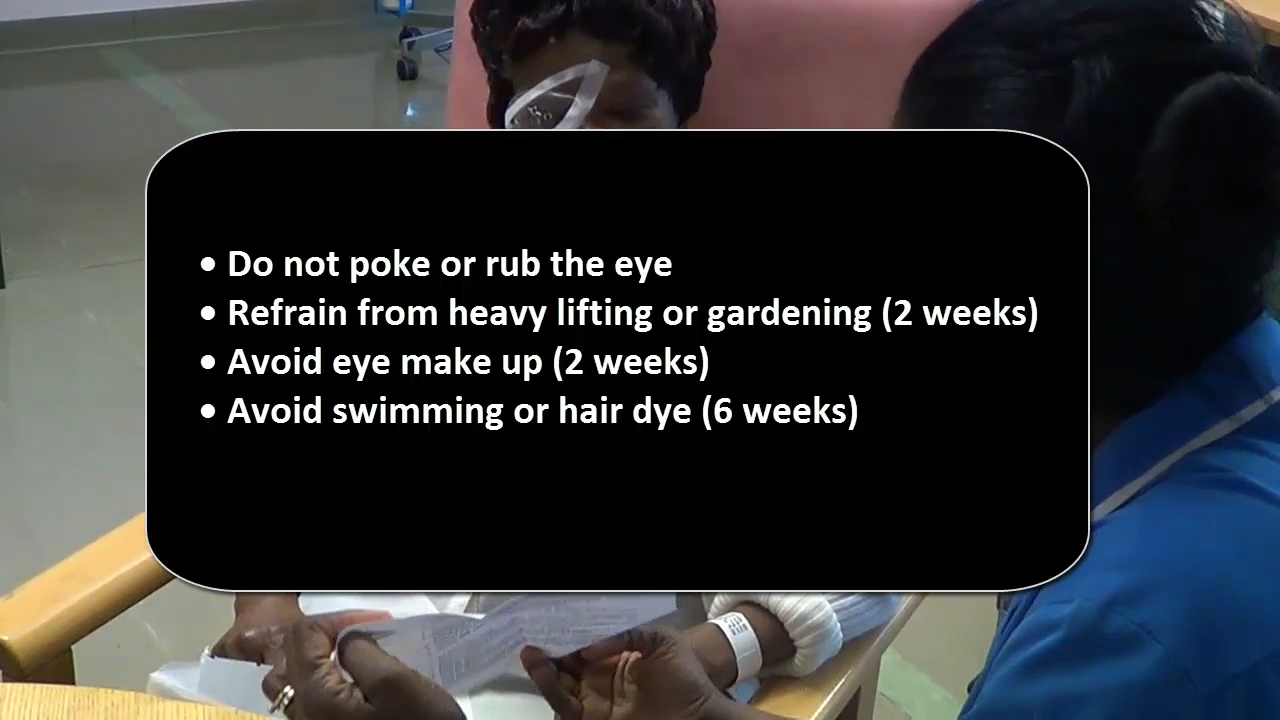 • Do not poke or rub the eye
• Refrain from heavy lifting or gardening (2 weeks)
• Avoid eye make up (2 weeks)
• Avoid swimming or hair dye (6 weeks)